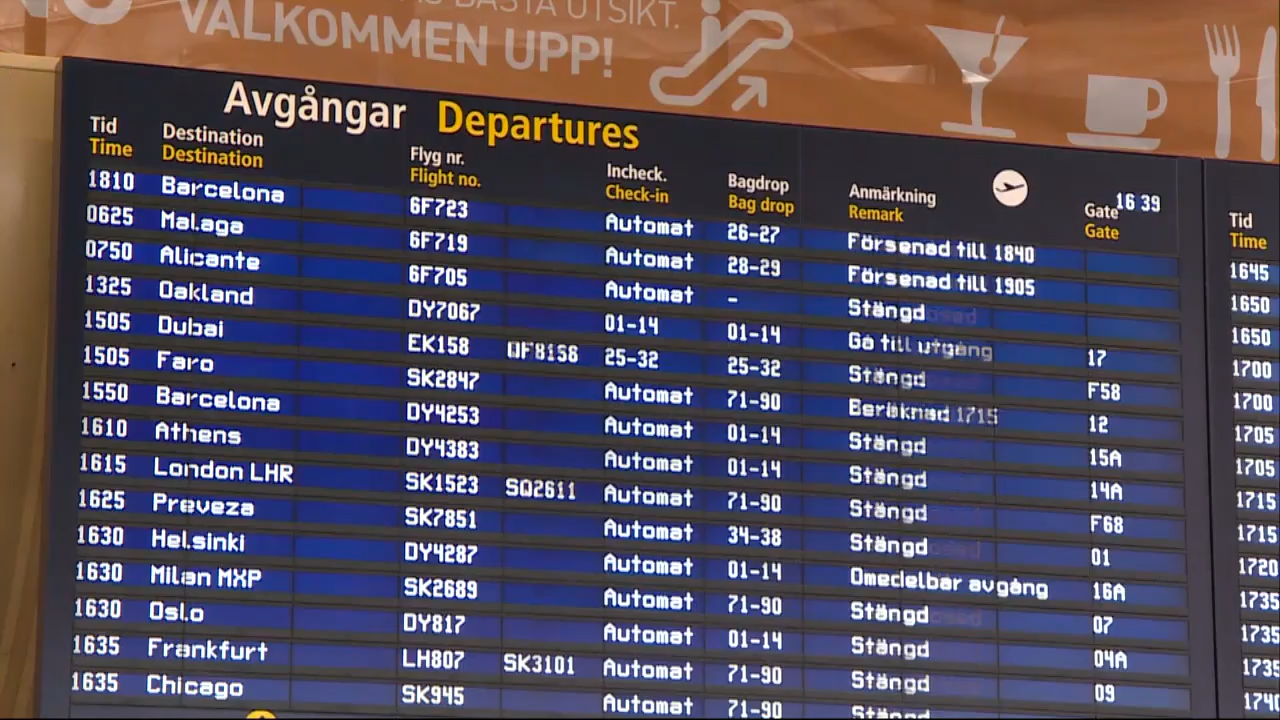 BÄSTA UTSIKT.
VÄLKOMMEN UPP!
Avgångar Departures
Tid Destination Flyg nr. Incheck. Bagdrop Anmärkning Gate 16 39
Time Destination Flight no. Check-in Bag drop Remark Gate
1810 Barcelona 6F723 Automat 26-27 Försenad till 1840
0625 Malaga 6F719 Automat 28-29 Försenad till 1905
0750 Alicante 6F705 Automat - Stängd
1325 Oakland DY7067 01-14 01-14 Gå till utgång 17
1505 Dubai EK158 QF8158 25-32 25-32 Stängd F58
1505 Faro SK2847 Automat 71-90 Beräknad 1715 12
1550 Barcelona DY4253 Automat 01-14 Stängd 15A
1610 Athens DY4383 Automat 01-14 Stängd 14A
1615 London LHR SK1523 SQ2611 Automat 71-90 Stängd F68
1625 Preveza SK7851 Automat 34-38 Stängd 01
1630 Helsinki DY4287 Automat 01-14 Omedelbar avgång 16A
1630 Milan MXP SK2689 Automat 71-90 Stängd 07
1630 Oslo DY817 Automat 01-14 Stängd 04A
1635 Frankfurt LH807 SK3101 Automat 71-90 Stängd 09
1635 Chicago SK945 Automat 71-90 Stängd
Tid
Time
1645
1650
1650
1700
1700
1705
1705
1715
1715
1720
1735
1735
1735
1740